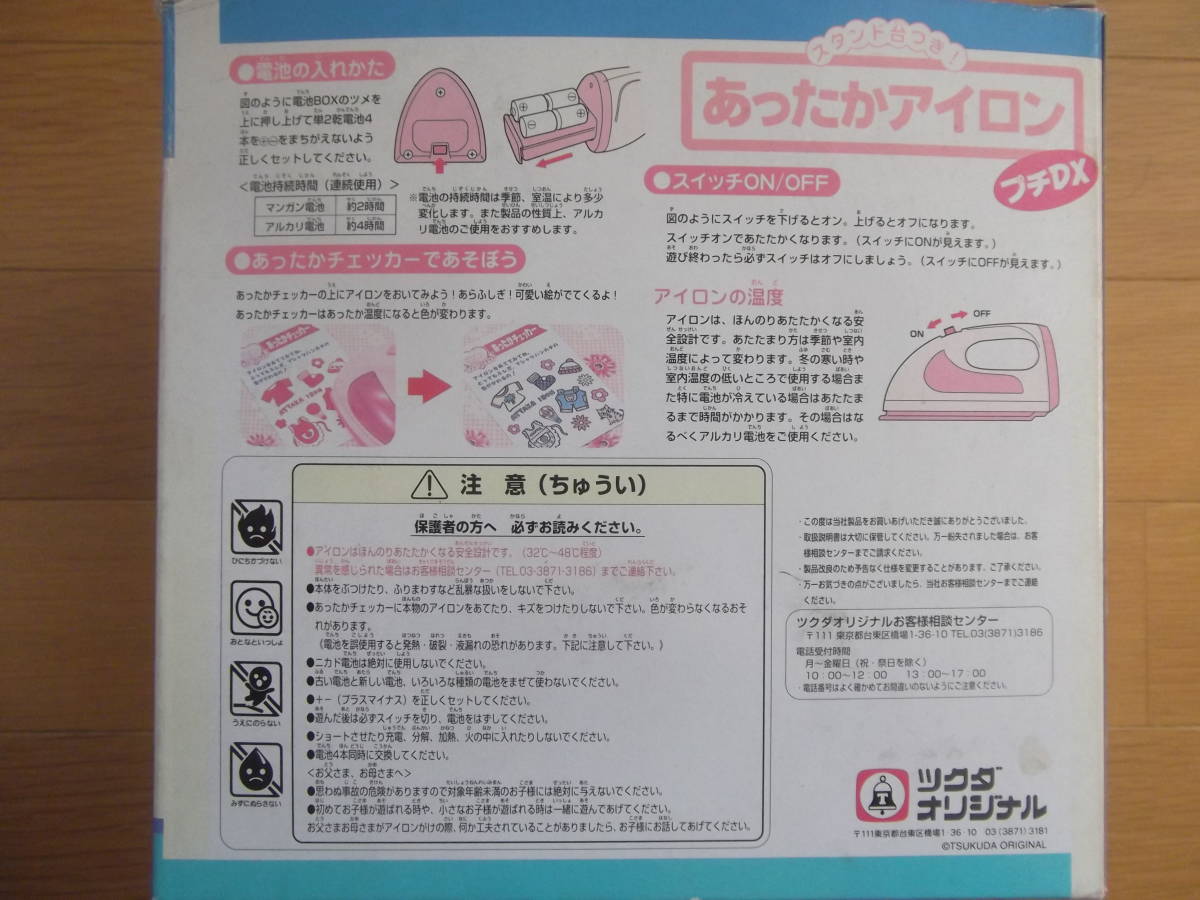 スタンド台つき!
あったかアイロン
プチDX
●電池の入れかた
図のように電池BOXのツメを
上に押し上げて単2乾電池4
本を⊕⊖をまちがえないよう
正しくセットしてください。
<電池持続時間(連続使用)>
マンガン電池 約2時間
アルカリ電池 約4時間
※電池の持続時間は季節、室温により多少
変化します。また製品の性質上、アルカ
リ電池のご使用をおすすめします。
●あったかチェッカーであそぼう
あったかチェッカーの上にアイロンをおいてみよう!あらふしぎ!可愛い絵がでてくるよ!
あったかチェッカーはあったか温度になると色が変わります。
あったかチェッカー
あったかチェッカー
●スイッチON/OFF
図のようにスイッチを下げるとオン。上げるとオフになります。
スイッチオンであたたかくなります。(スイッチにONが見えます。)
遊び終わったら必ずスイッチはオフにしましょう。(スイッチにOFFが見えます。)
アイロンの温度
アイロンは、ほんのりあたたかくなる安
全設計です。あたたまり方は季節や室内
温度によって変わります。冬の寒い時や
室内温度の低いところで使用する場合ま
た特に電池が冷えている場合はあたたま
るまで時間がかかります。その場合はな
るべくアルカリ電池をご使用ください。
ON OFF
注 意(ちゅうい)
保護者の方へ 必ずお読みください。
●アイロンはほんのりあたたかくなる安全設計です。(32℃〜48℃程度)
異常を感じられた場合はお客様相談センター(TEL03-3871-3186)までご連絡下さい。
●本体をぶつけたり、ふりまわすなど乱暴な扱いをしないで下さい。
●あったかチェッカーに本物のアイロンをあてたり、キズをつけたりしないで下さい。色が変わらなくなるおそ
れがあります。
(電池を誤使用すると発熱・破裂・液漏れの恐れがあります。下記に注意して下さい。)
●ニカド電池は絶対に使用しないでください。
●古い電池と新しい電池、いろいろな種類の電池をまぜて使わないでください。
●+−(プラスマイナス)を正しくセットしてください。
●遊んだ後は必ずスイッチを切り、電池をはずしてください。
●ショートさせたり充電、分解、加熱、火の中に入れたりしないでください。
●電池4本同時に交換してください。
<お父さま、お母さまへ>
●思わぬ事故の危険がありますので対象年齢未満のお子様には絶対に与えないでください。
●初めてお子様が遊ばれる時や、小さなお子様が遊ばれる時は一緒に遊んであげてください。
お父さまお母さまがアイロンがけの際、何か工夫されていることがありましたら、お子様にお話してあげてください。
ひにちかづけない
おとなといっしょ
うえにのらない
みずにぬらさない
・この度は当社製品をお買いあげいただき誠にありがとうございました。
・取扱説明書は大切に保管してください。万一紛失されました場合は、お客
様相談センターまでご請求ください。
・製品改良のため予告なく仕様を変更することがあります。ご了承ください。
・万一お気づきの点がございましたら、当社お客様相談センターまでご連絡
ください。
ツクダオリジナルお客様相談センター
〒111 東京都台東区橋場1-36-10 TEL.03(3871)3186
電話受付時間
月〜金曜日(祝・祭日を除く)
10:00〜12:00 13:00〜17:00
・電話番号はよく確かめてお間違いのないようにご注意ください。
T
ツクダ
オリジナル
〒111東京都台東区橋場1-36-10 03(3871)3181
©TSUKUDA ORIGINAL